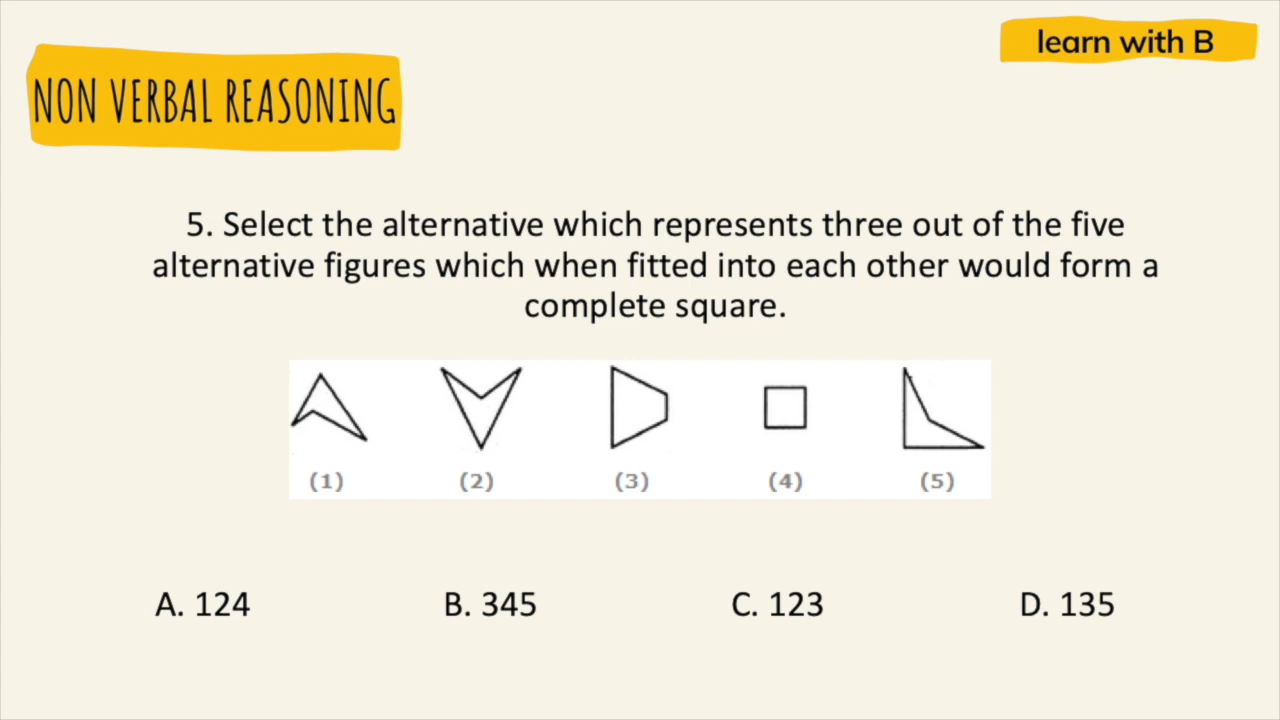 learn with B
NON VERBAL REASONING
5. Select the alternative which represents three out of the five
alternative figures which when fitted into each other would form a
complete square.
(1) (2) (3) (4) (5)
A. 124 B. 345 C. 123 D. 135